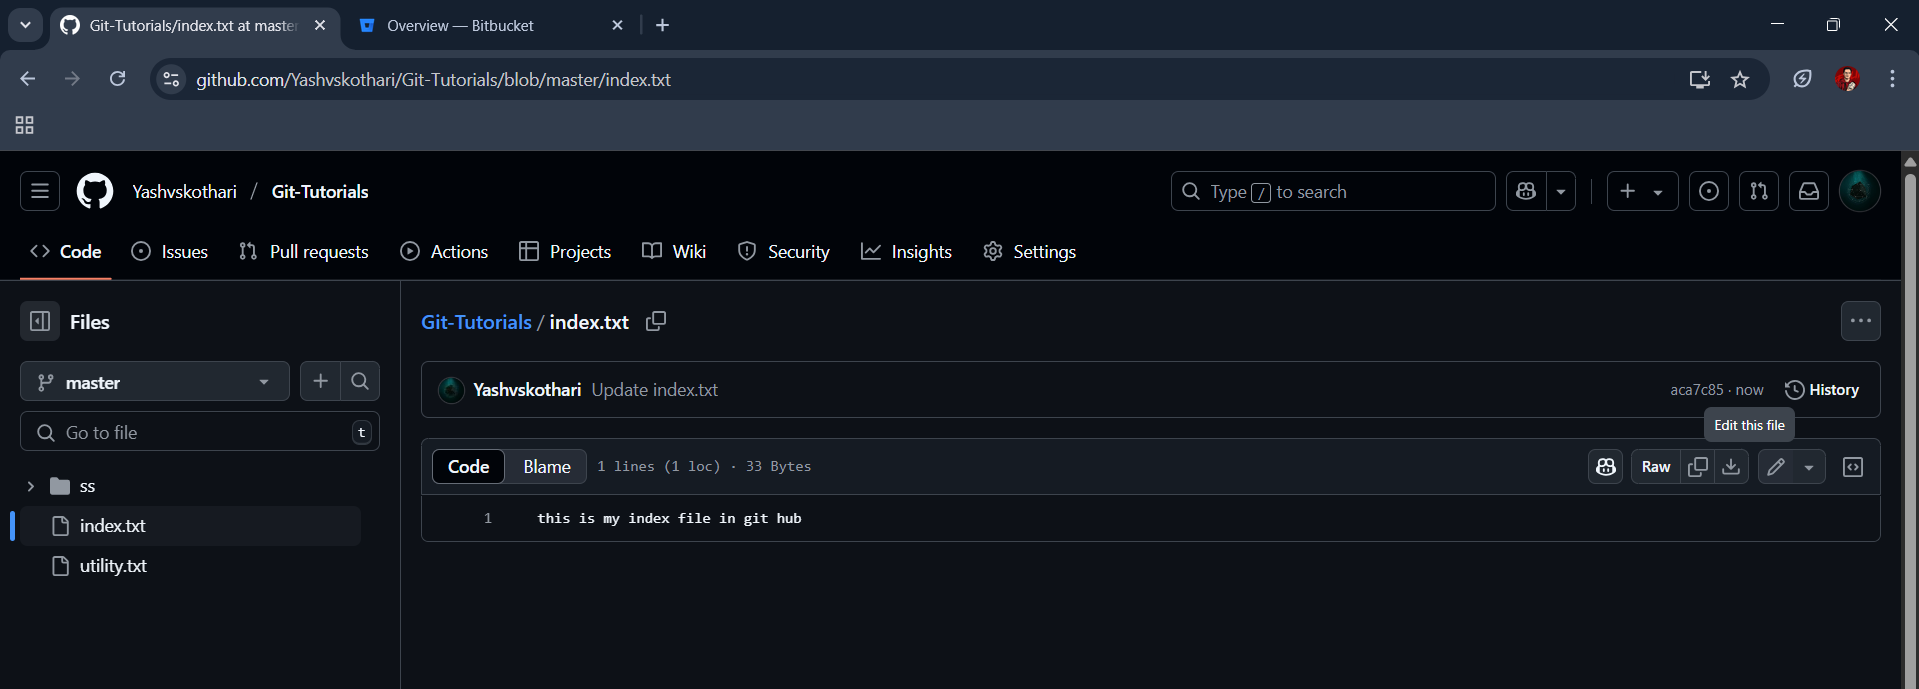 Git-Tutorials/index.txt at master
Overview — Bitbucket
github.com/Yashvskothari/Git-Tutorials/blob/master/index.txt
Yashvskothari / Git-Tutorials
Type / to search
Code Issues Pull requests Actions Projects Wiki Security Insights Settings
Files
master
Go to file t
ss
index.txt
utility.txt
Git-Tutorials / index.txt
Yashvskothari Update index.txt
aca7c85 · now History
Edit this file
Code Blame 1 lines (1 loc) · 33 Bytes
Raw
1 this is my index file in git hub